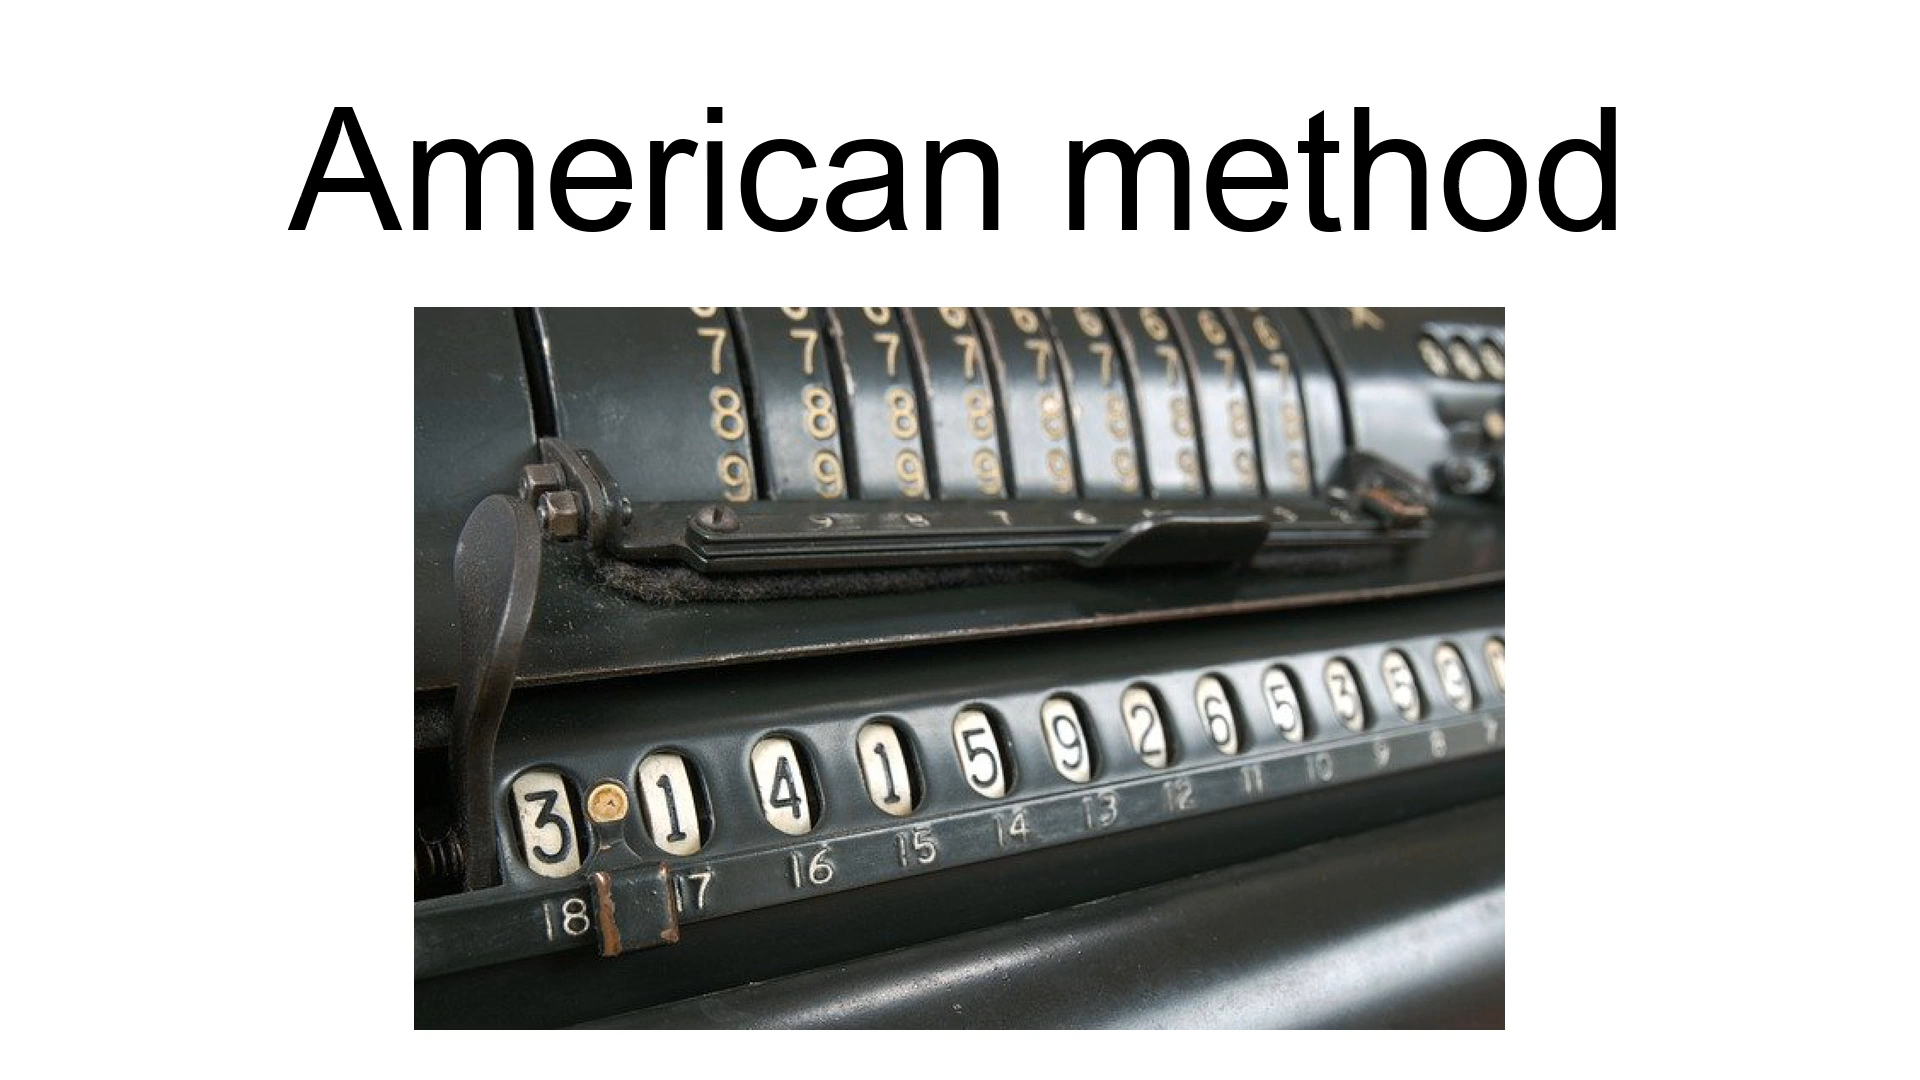 American method
7 7 7 7 7 7 7 7 7
8 8 8 8 8 8 8 8 8
9 9 9 9 9 9 9 9 9
3 1 4 1 5 9 2 6 5 3
18 17 16 15 14 13 12 11 10 9 8 7